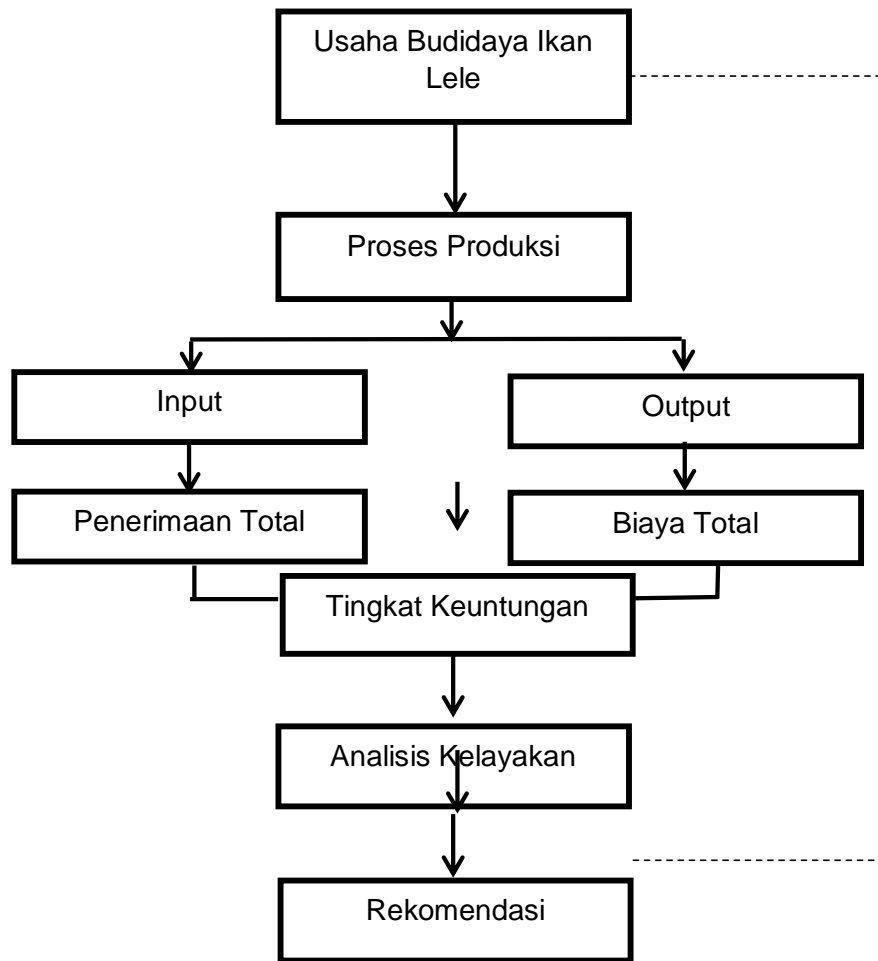 Usaha Budidaya Ikan
Lele
Proses Produksi
Input
Output
Penerimaan Total
Biaya Total
Tingkat Keuntungan
Analisis Kelayakan
Rekomendasi